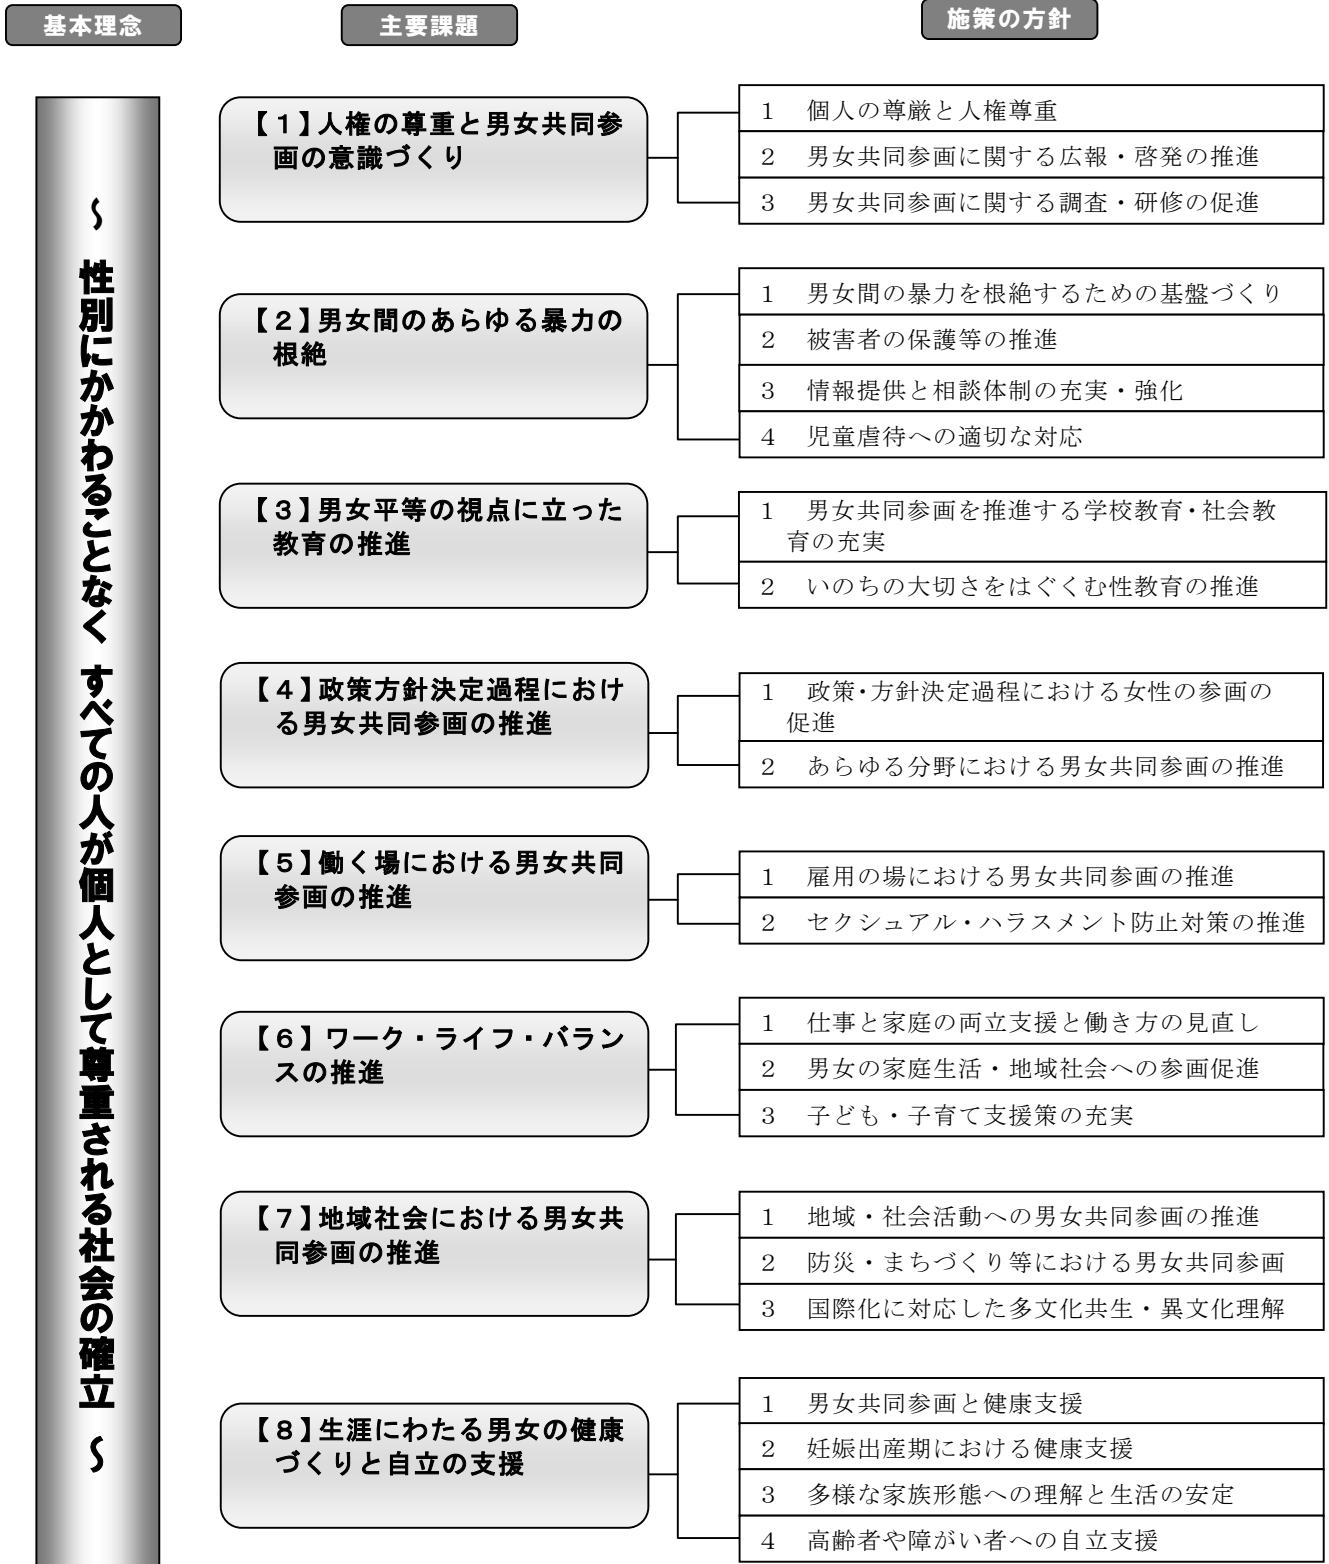 基本理念
主要課題
施策の方針
～ 性別にかかわることなく すべての人が個人として尊重される社会の確立 ～
【１】人権の尊重と男女共同参
画の意識づくり
1 個人の尊厳と人権尊重
2 男女共同参画に関する広報・啓発の推進
3 男女共同参画に関する調査・研修の促進
【２】男女間のあらゆる暴力の
根絶
1 男女間の暴力を根絶するための基盤づくり
2 被害者の保護等の推進
3 情報提供と相談体制の充実・強化
4 児童虐待への適切な対応
【３】男女平等の視点に立った
教育の推進
1 男女共同参画を推進する学校教育・社会教
育の充実
2 いのちの大切さをはぐくむ性教育の推進
【４】政策方針決定過程におけ
る男女共同参画の推進
1 政策・方針決定過程における女性の参画の
促進
2 あらゆる分野における男女共同参画の推進
【５】働く場における男女共同
参画の推進
1 雇用の場における男女共同参画の推進
2 セクシュアル・ハラスメント防止対策の推進
【６】ワーク・ライフ・バラン
スの推進
1 仕事と家庭の両立支援と働き方の見直し
2 男女の家庭生活・地域社会への参画促進
3 子ども・子育て支援策の充実
【７】地域社会における男女共
同参画の推進
1 地域・社会活動への男女共同参画の推進
2 防災・まちづくり等における男女共同参画
3 国際化に対応した多文化共生・異文化理解
【８】生涯にわたる男女の健康
づくりと自立の支援
1 男女共同参画と健康支援
2 妊娠出産期における健康支援
3 多様な家族形態への理解と生活の安定
4 高齢者や障がい者への自立支援